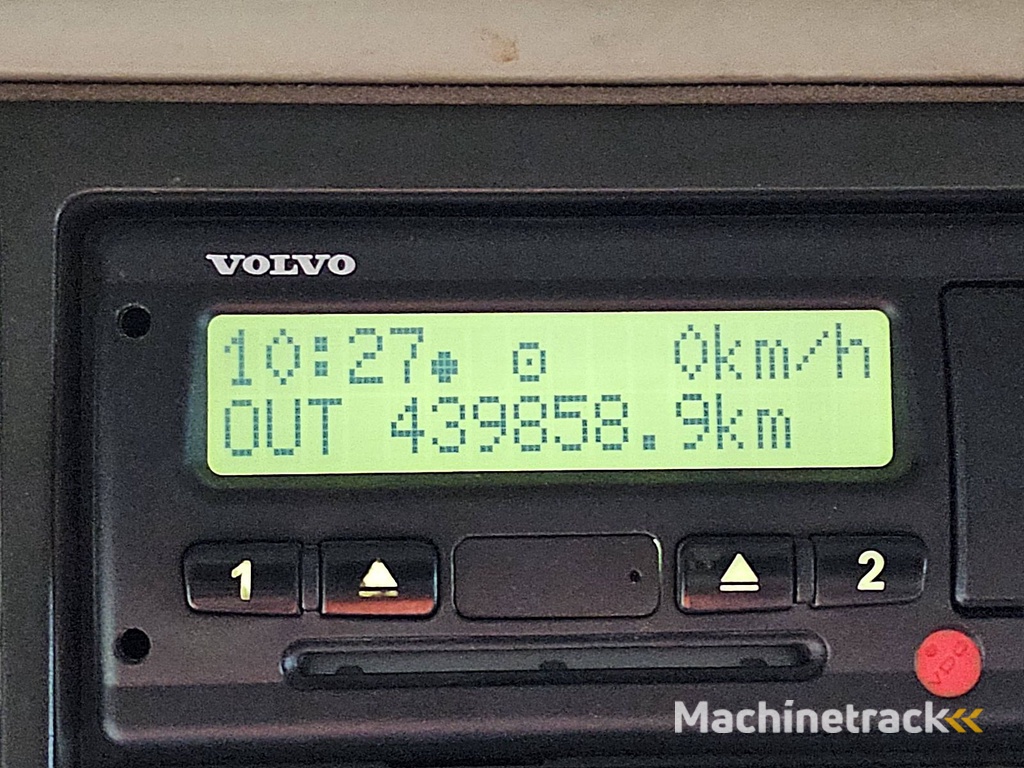 VOLVO
10:27 0km/h
OUT 439858.9km
1 2
VDO
Machinetrack